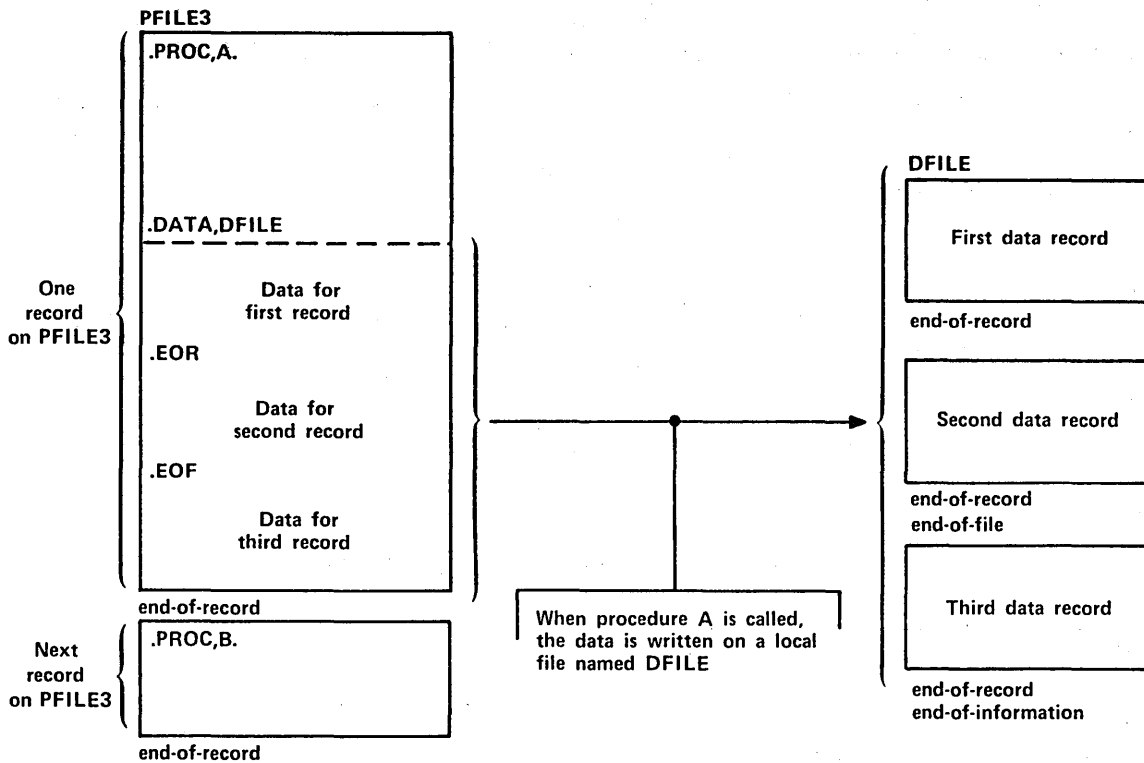 PFILE3
.PROC,A.
.DATA,DFILE
One
record
on PFILE3
Data for
first record
.EOR
Data for
second record
.EOF
Data for
third record
end-of-record
Next
record
on PFILE3
.PROC,B.
end-of-record
When procedure A is called,
the data is written on a local
file named DFILE
DFILE
First data record
end-of-record
Second data record
end-of-record
end-of-file
Third data record
end-of-record
end-of-information